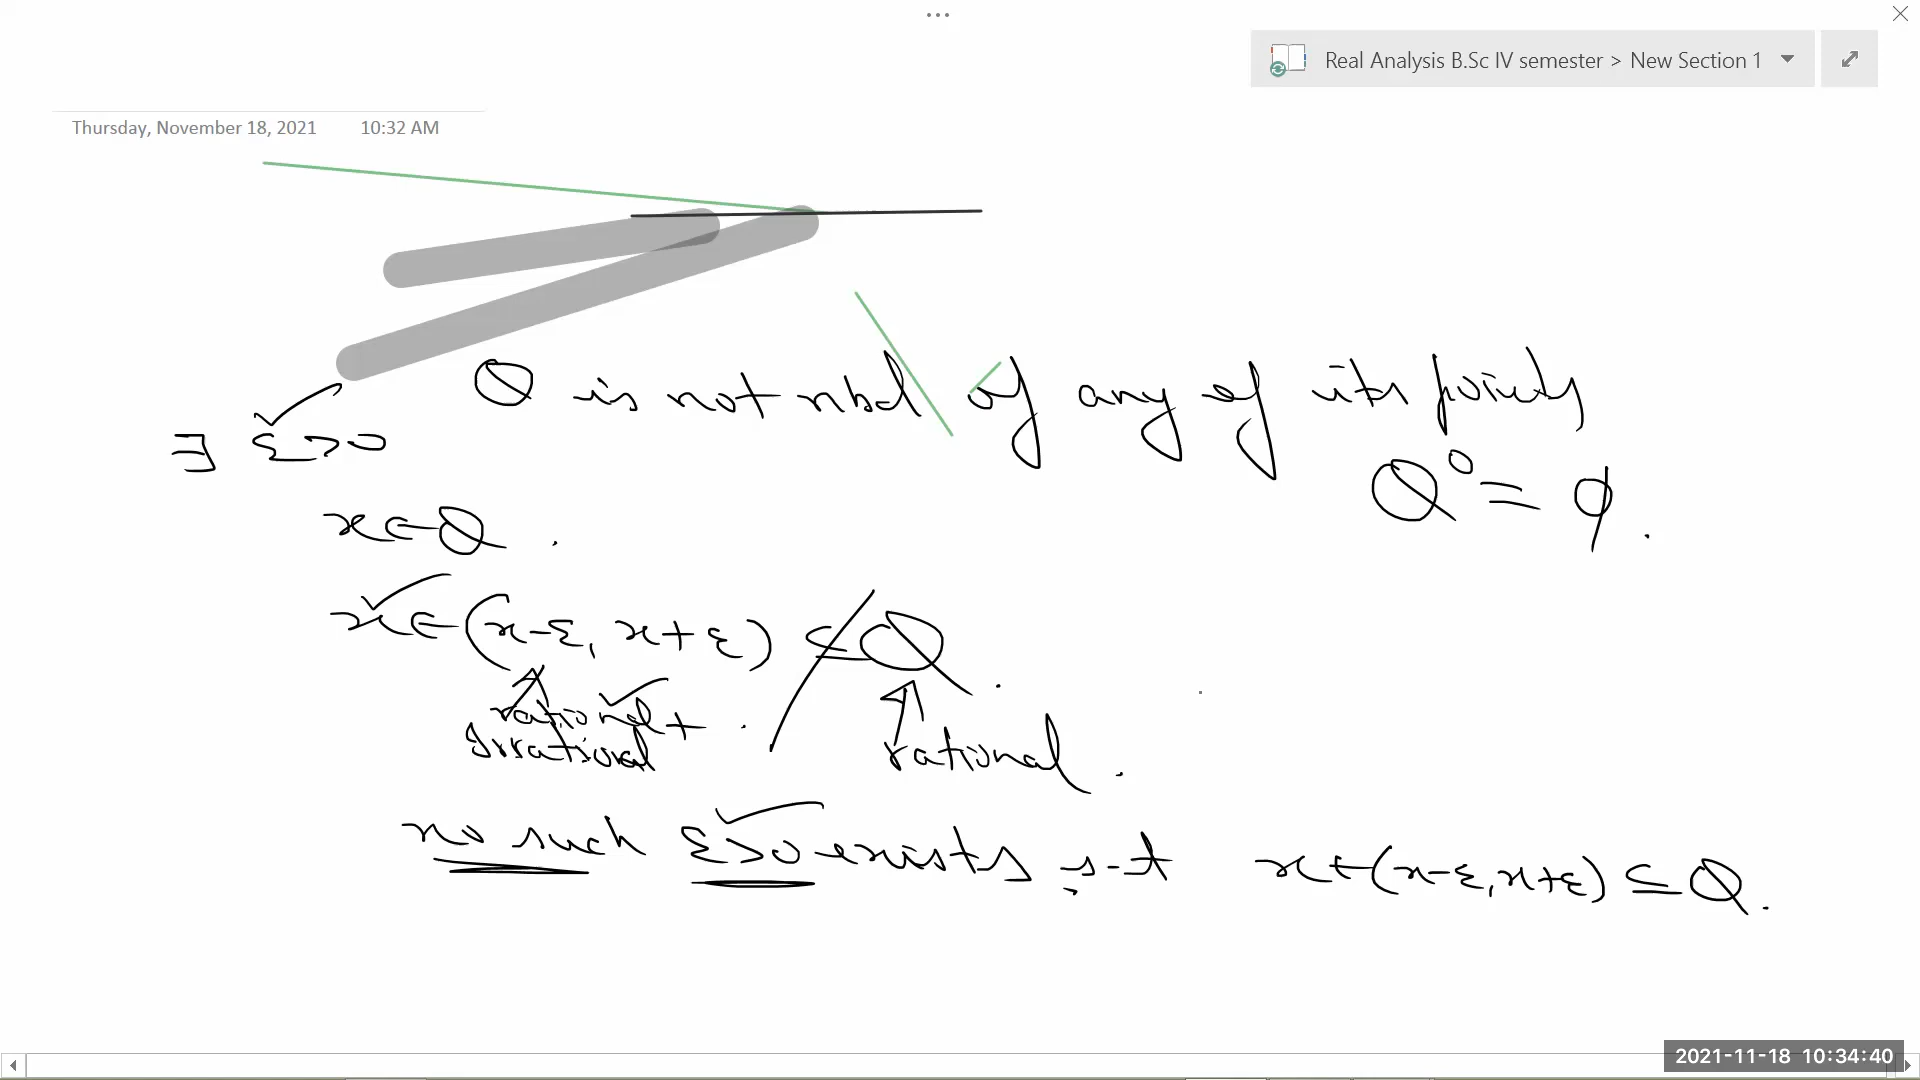 Real Analysis B.Sc IV semester > New Section 1
Thursday, November 18, 2021 10:32 AM
Q is not nbd of any of its points
∃ ε>0
Q° = φ.
x∈Q.
x∈(x-ε, x+ε) ⊆ Q.
rational + irrational
rational.
no such ε>0 exists s.t x∈(x-ε, x+ε) ⊆ Q.
2021-11-18 10:34:40